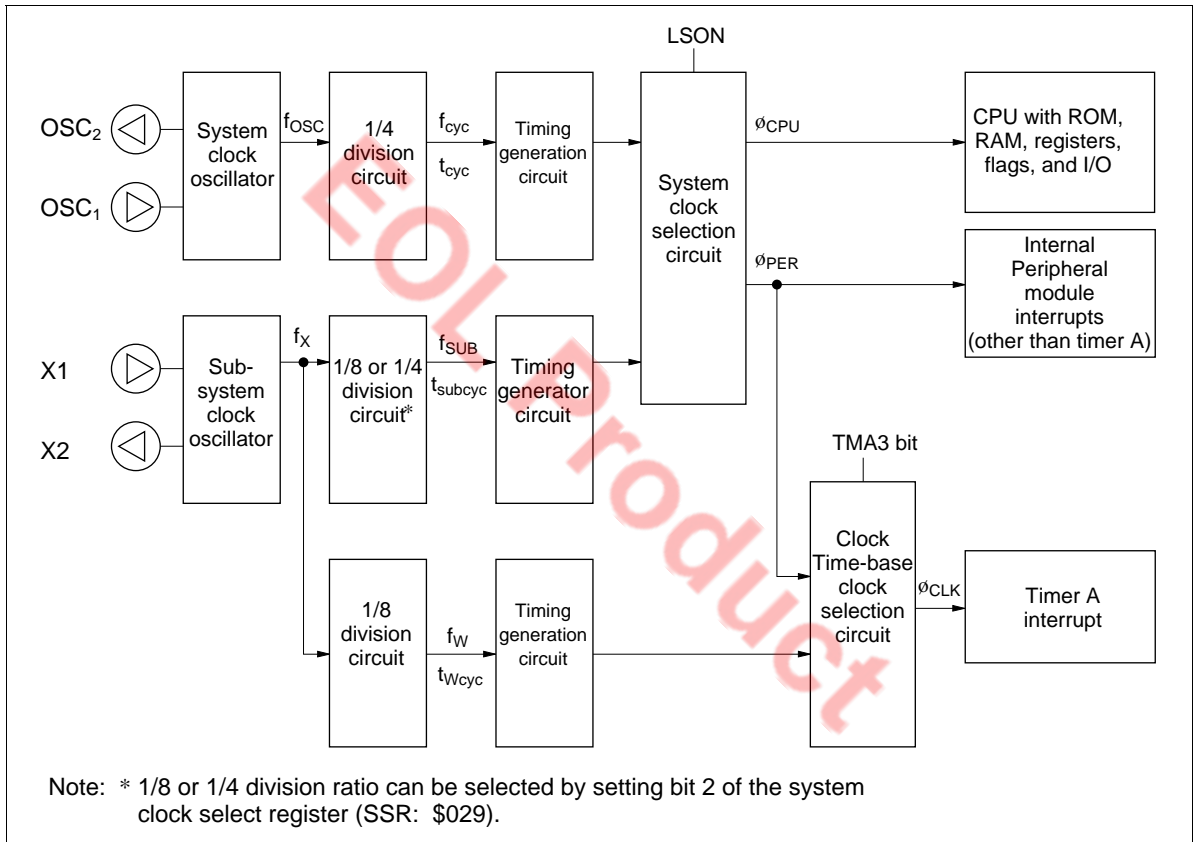 LSON
OSC₂
OSC₁
System
clock
oscillator
fOSC
1/4
division
circuit
fcyc
tcyc
Timing
generation
circuit
System
clock
selection
circuit
øCPU
øPER
CPU with ROM,
RAM, registers,
flags, and I/O
Internal
Peripheral
module
interrupts
(other than timer A)
X1
X2
Sub-
system
clock
oscillator
fX
1/8 or 1/4
division
circuit*
fSUB
tsubcyc
Timing
generator
circuit
TMA3 bit
1/8
division
circuit
fW
tWcyc
Timing
generation
circuit
Clock
Time-base
clock
selection
circuit
øCLK
Timer A
interrupt
EOL Product
Note: * 1/8 or 1/4 division ratio can be selected by setting bit 2 of the system
clock select register (SSR: $029).